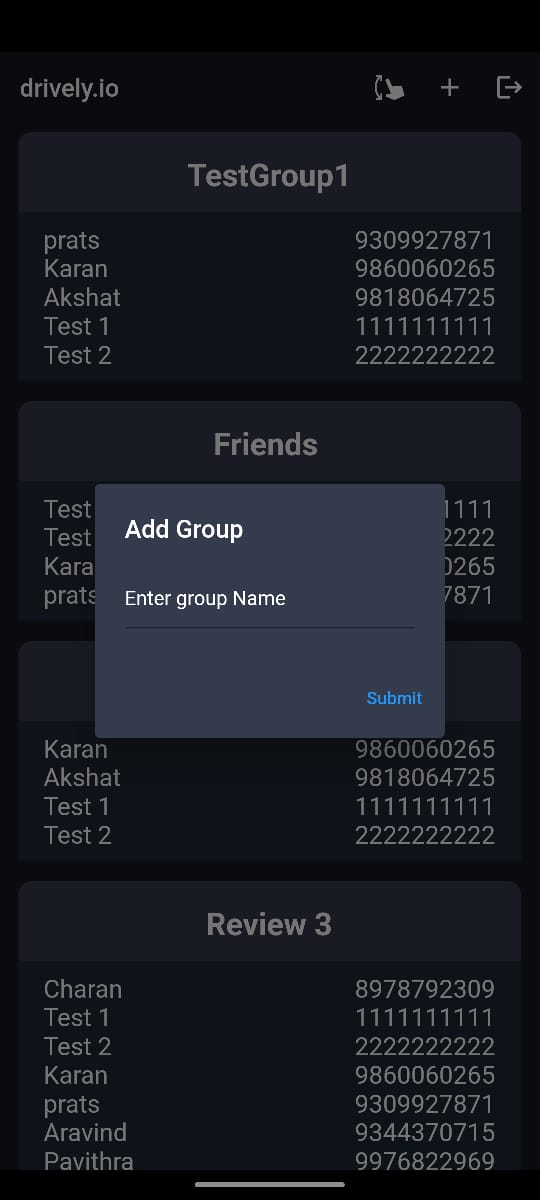 drively.io
TestGroup1
prats 9309927871
Karan 9860060265
Akshat 9818064725
Test 1 1111111111
Test 2 2222222222
Friends
Test 1111
Test 2222
Kara 0265
prats 7871
Add Group
Enter group Name
Submit
Karan 9860060265
Akshat 9818064725
Test 1 1111111111
Test 2 2222222222
Review 3
Charan 8978792309
Test 1 1111111111
Test 2 2222222222
Karan 9860060265
prats 9309927871
Aravind 9344370715
Pavithra 9976822969